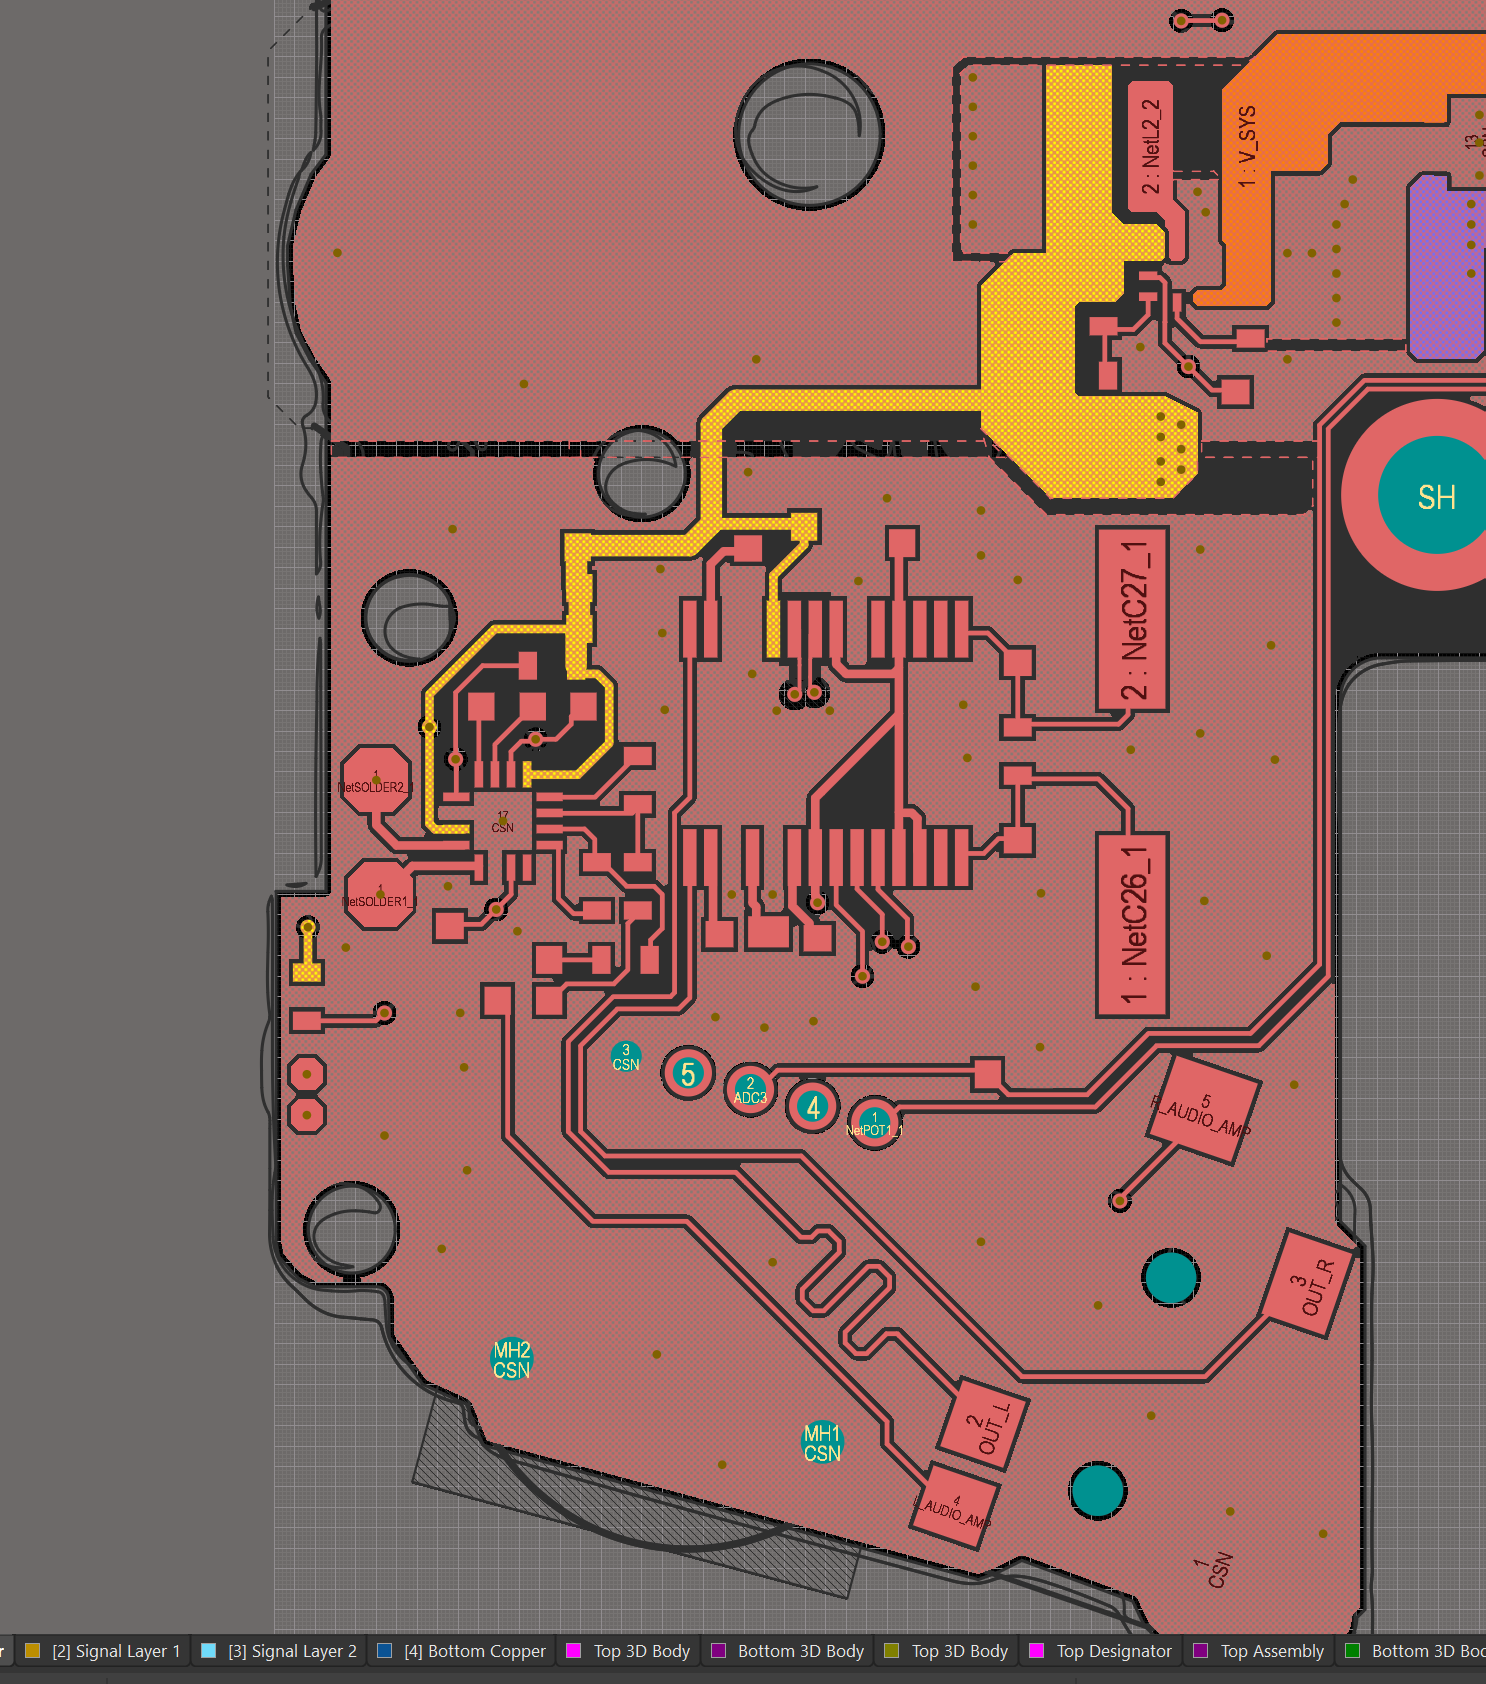 2 : NetL2_2
1 : V_SYS
13
SH
2 : NetC27_1
1
NetSOLDER2_1
17
CSN
1
NetSOLDER1_1
1 : NetC26_1
3
CSN
5
2
ADC3
4
1
NetPOT1_1
5
R_AUDIO_AMP
3
OUT_R
MH2
CSN
2
OUT_L
MH1
CSN
4
L_AUDIO_AMP
1
CSN
[2] Signal Layer 1
[3] Signal Layer 2
[4] Bottom Copper
Top 3D Body
Bottom 3D Body
Top 3D Body
Top Designator
Top Assembly
Bottom 3D Bo